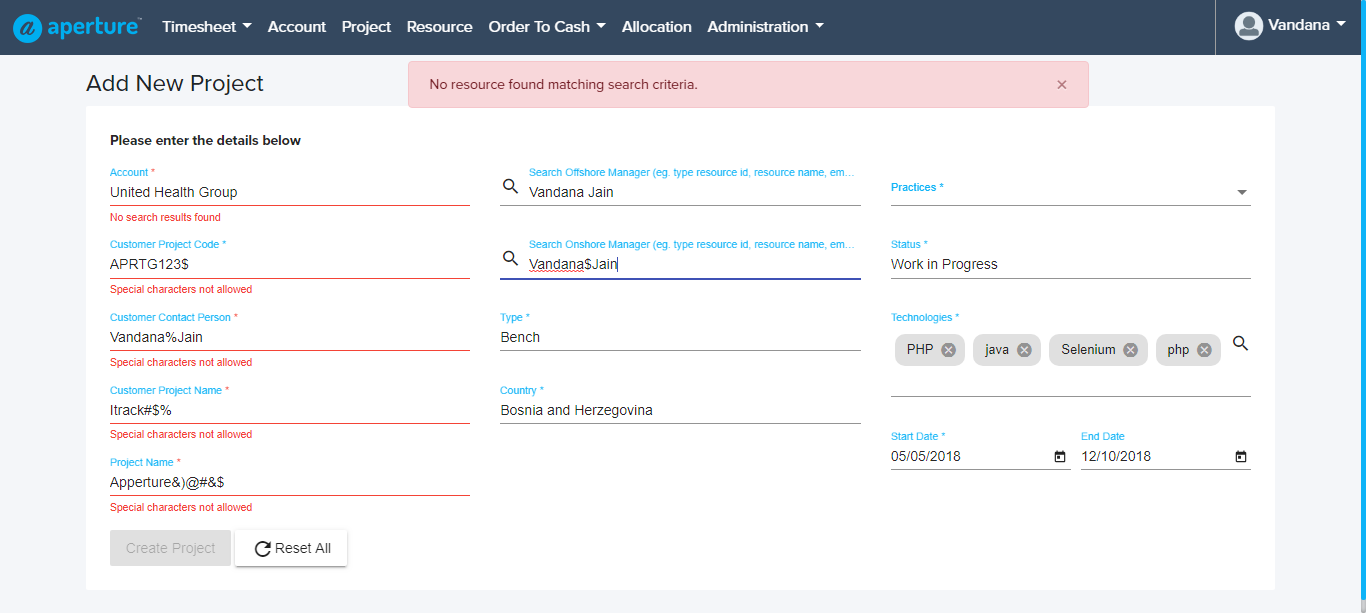 aperture
Timesheet Account Project Resource Order To Cash Allocation Administration Vandana
Add New Project
No resource found matching search criteria. ×
Please enter the details below
Account *
United Health Group
No search results found
Customer Project Code *
APRTG123$
Special characters not allowed
Customer Contact Person *
Vandana%Jain
Special characters not allowed
Customer Project Name *
Itrack#$%
Special characters not allowed
Project Name *
Apperture&)@#&$
Special characters not allowed
Search Offshore Manager (eg. type resource id, resource name, em...
Vandana Jain
Search Onshore Manager (eg. type resource id, resource name, em...
Vandana$Jain
Type *
Bench
Country *
Bosnia and Herzegovina
Practices *
Status *
Work in Progress
Technologies *
PHP java Selenium php
Start Date * End Date
05/05/2018 12/10/2018
Create Project Reset All